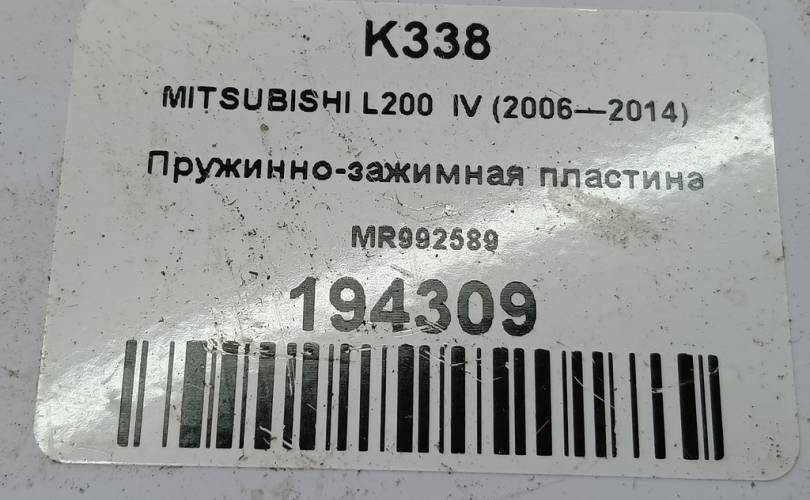 K338
MITSUBISHI L200 IV (2006—2014)
Пружинно-зажимная пластина
MR992589
194309